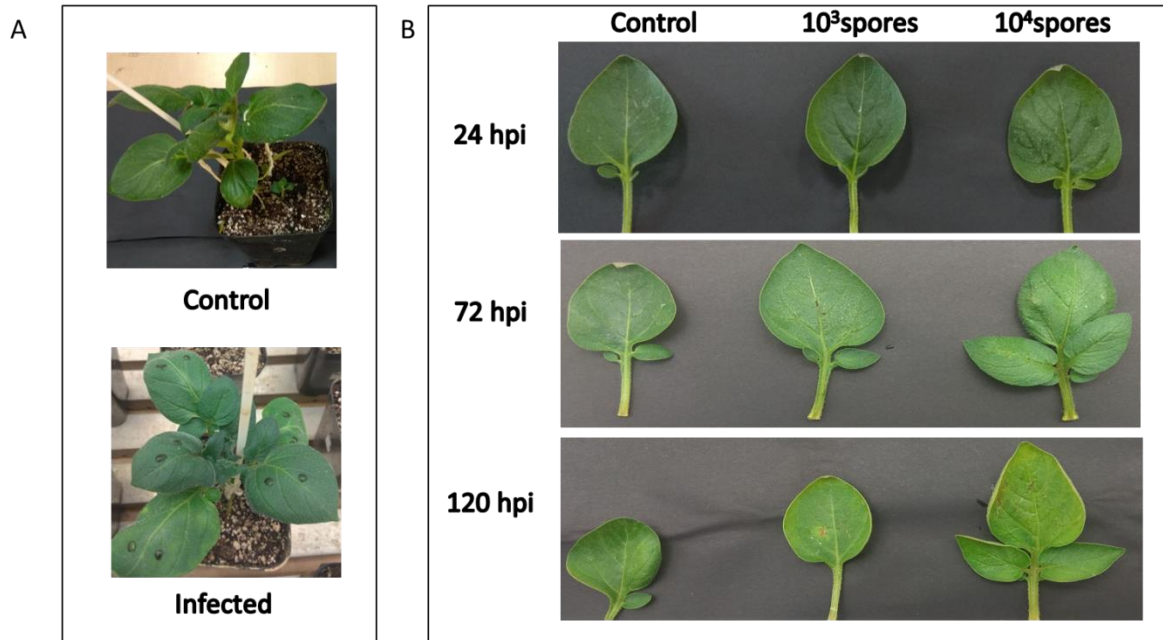 A
Control
Infected
B
Control 10³spores 10⁴spores
24 hpi
72 hpi
120 hpi